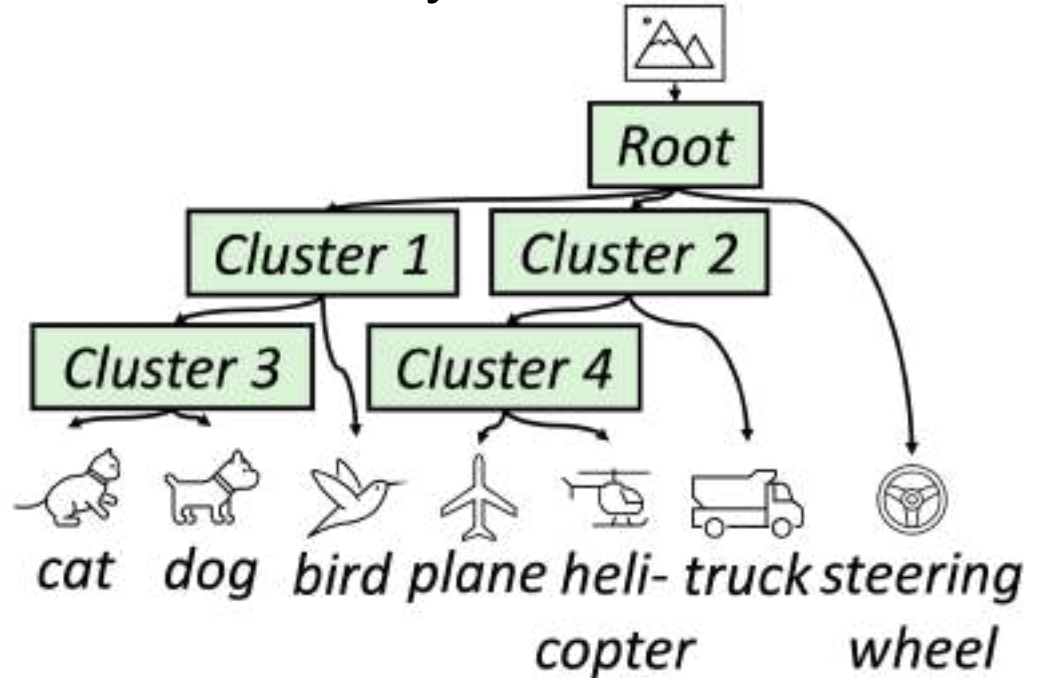 Root
Cluster 1
Cluster 2
Cluster 3
Cluster 4
cat dog bird plane heli- truck steering
copter wheel